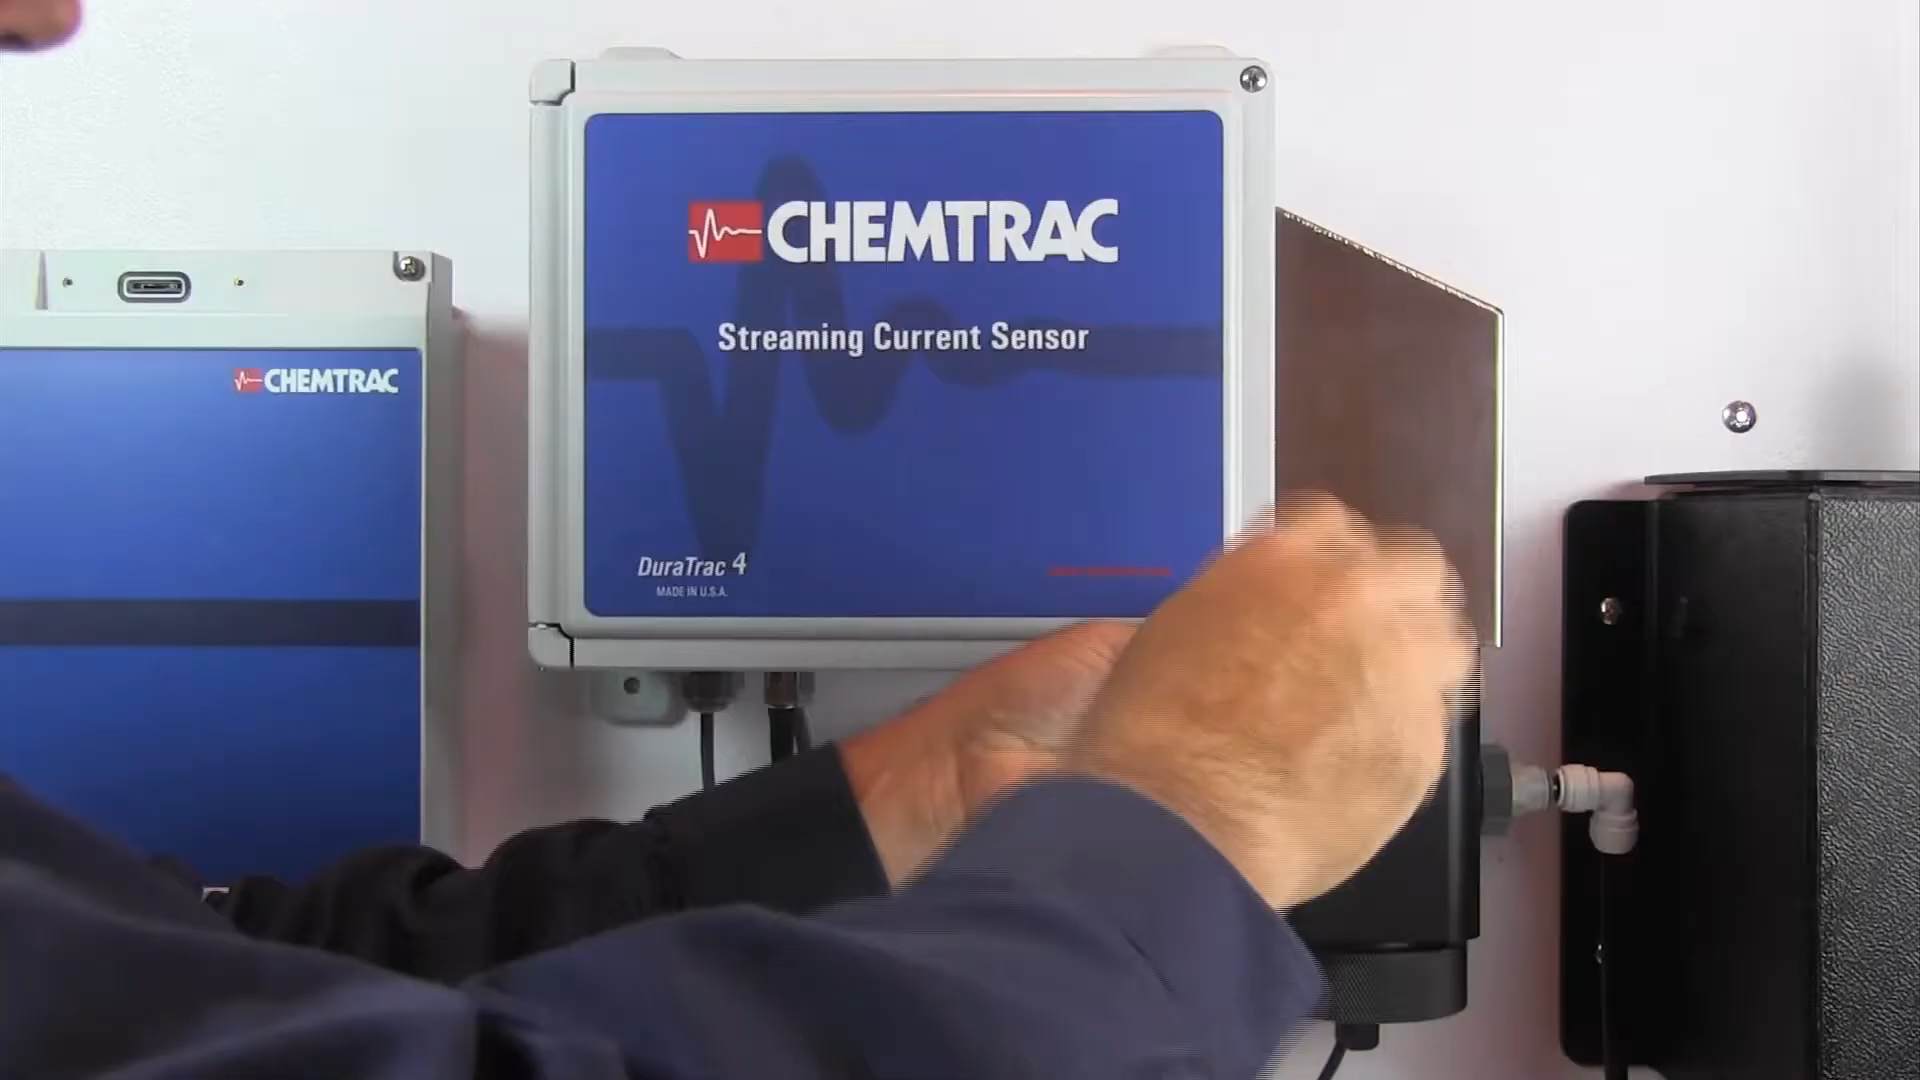 CHEMTRAC
Streaming Current Sensor
DuraTrac 4
MADE IN U.S.A.
CHEMTRAC